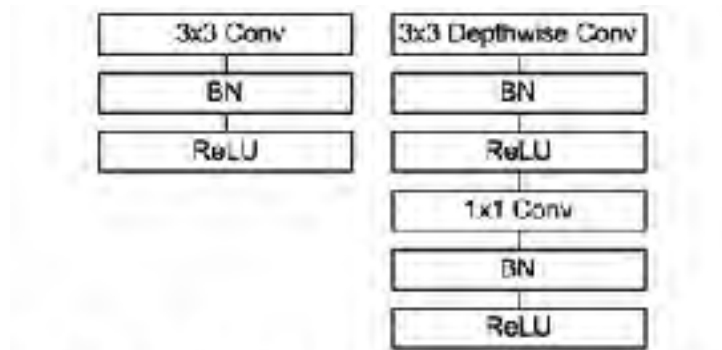 3x3 Conv
BN
ReLU
3x3 Depthwise Conv
BN
ReLU
1x1 Conv
BN
ReLU